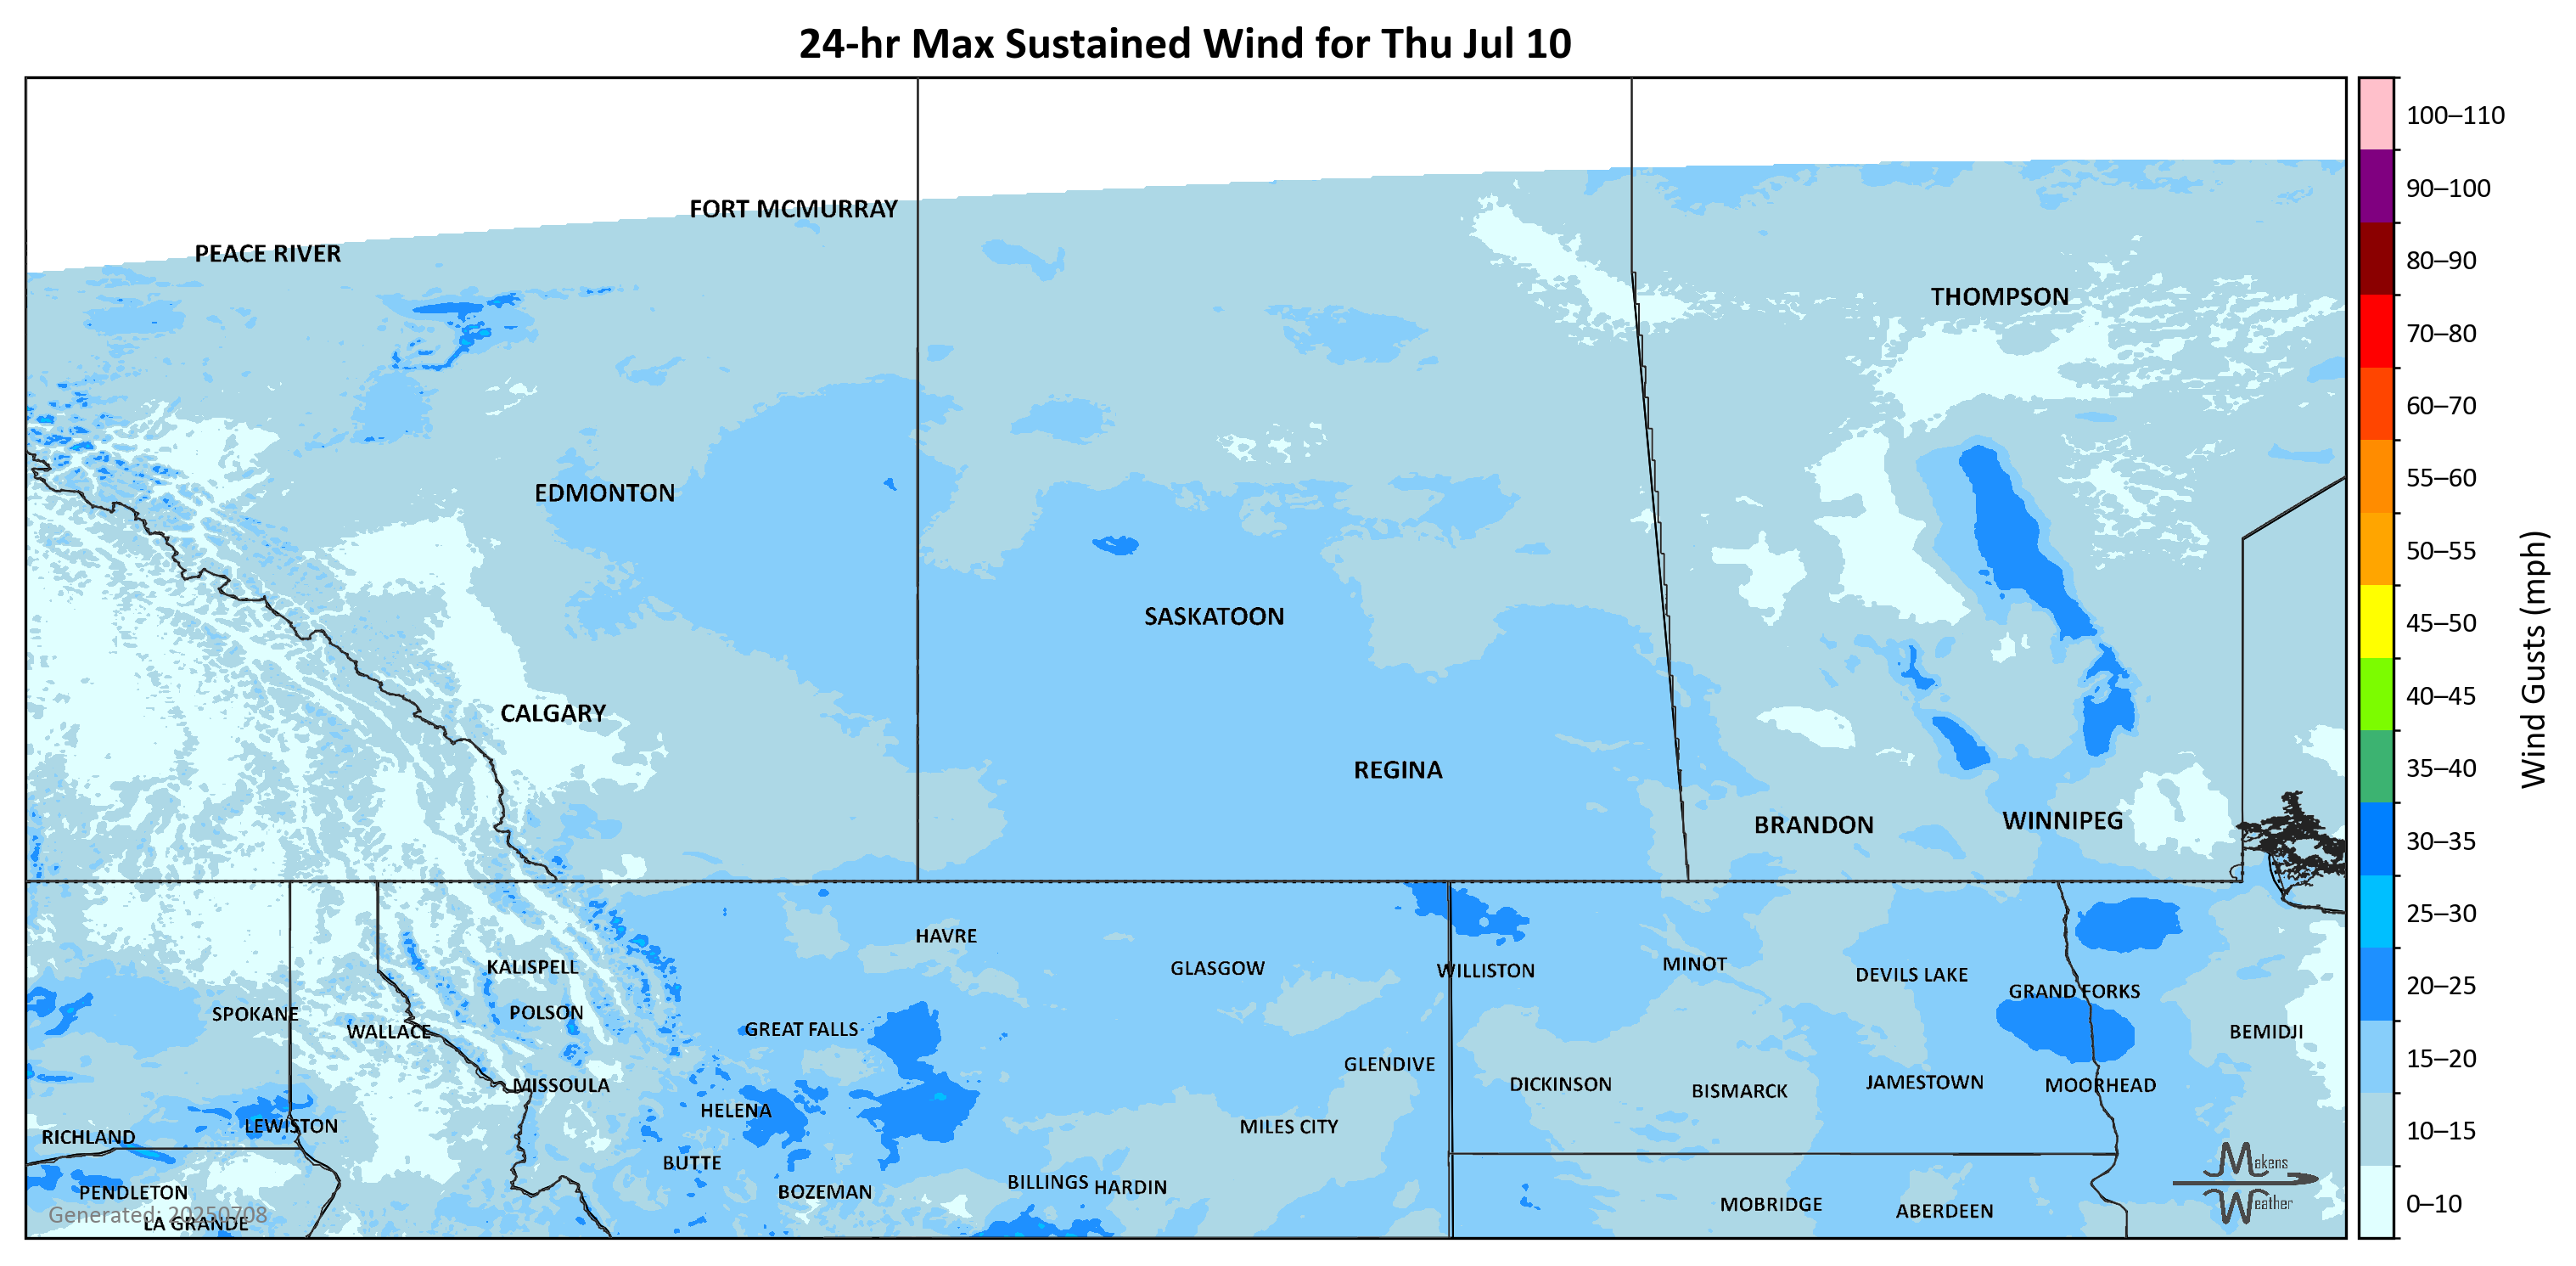 24-hr Max Sustained Wind for Thu Jul 10
FORT MCMURRAY
PEACE RIVER
THOMPSON
EDMONTON
SASKATOON
CALGARY
REGINA
BRANDON
WINNIPEG
HAVRE
KALISPELL
GLASGOW
WILLISTON
MINOT
DEVILS LAKE
GRAND FORKS
SPOKANE
POLSON
WALLACE
GREAT FALLS
BEMIDJI
GLENDIVE
MISSOULA
DICKINSON
BISMARCK
JAMESTOWN
MOORHEAD
HELENA
LEWISTON
MILES CITY
RICHLAND
BUTTE
BOZEMAN
BILLINGS
HARDIN
PENDLETON
MOBRIDGE
ABERDEEN
Generated: 20250708
LA GRANDE
Makens
Weather
100–110
90–100
80–90
70–80
60–70
55–60
50–55
45–50
40–45
35–40
30–35
25–30
20–25
15–20
10–15
0–10
Wind Gusts (mph)